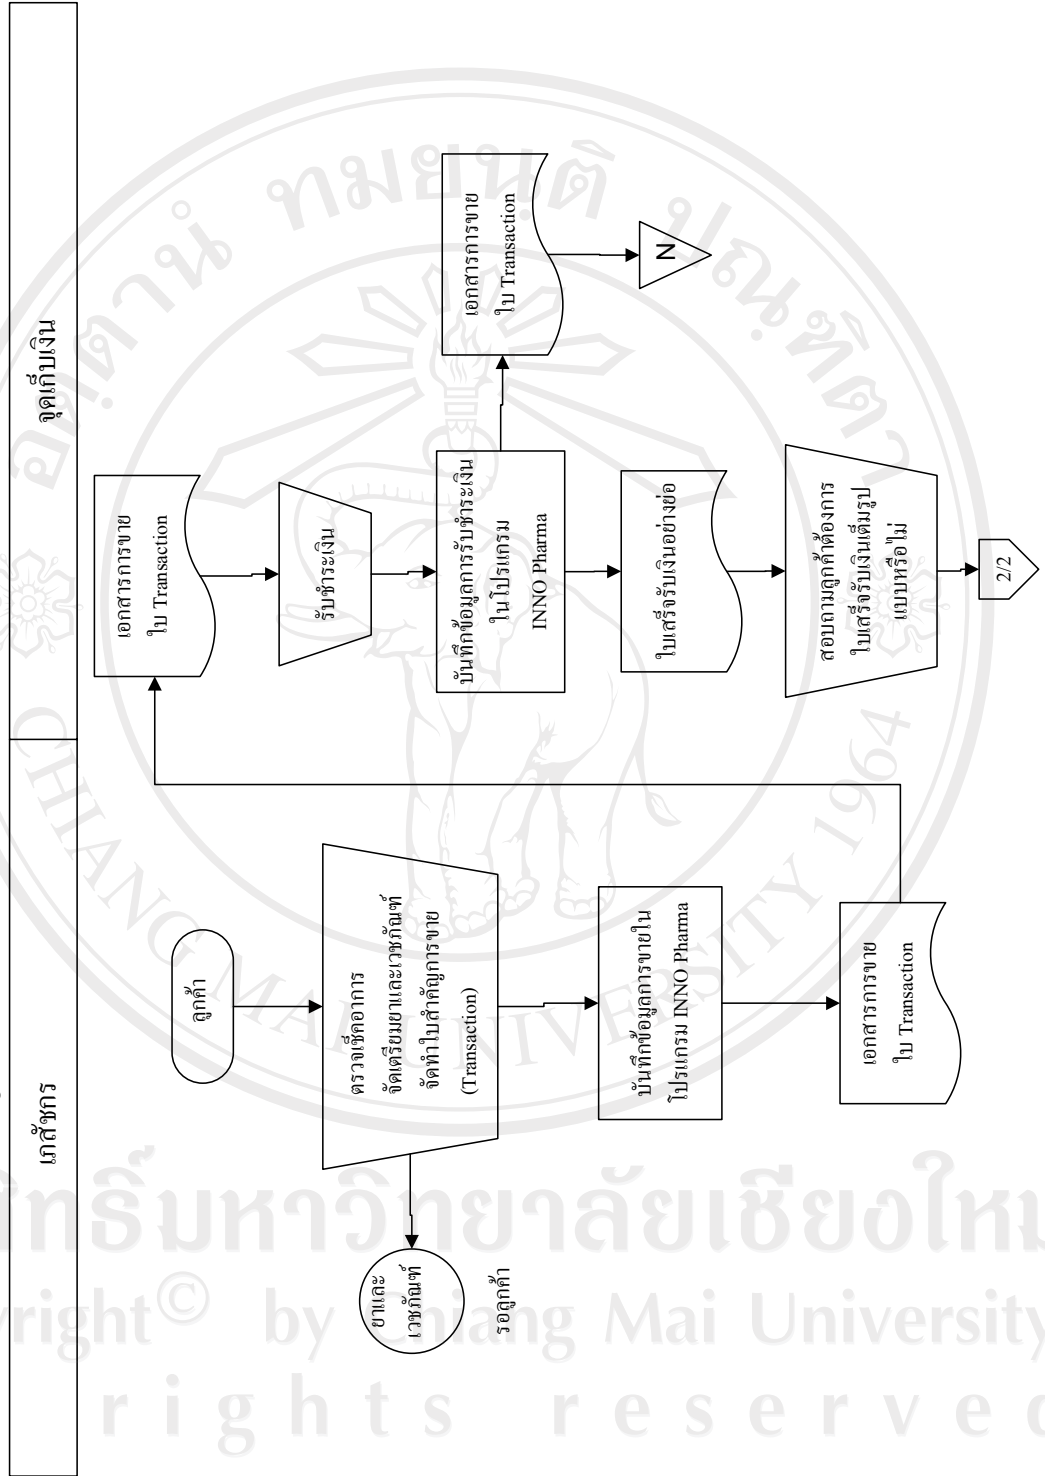 เภสัชกร
จุดเก็บเงิน
ลูกค้า
ตรวจเช็คอาการ
จัดเตรียมยาและเวชภัณฑ์
จัดทำใบสำคัญการขาย
(Transaction)
ยาและ
เวชภัณฑ์
รอลูกค้า
บันทึกข้อมูลการขายใน
โปรแกรม INNO Pharma
เอกสารการขาย
ใบ Transaction
เอกสารการขาย
ใบ Transaction
รับชำระเงิน
บันทึกข้อมูลการรับชำระเงิน
ในโปรแกรม
INNO Pharma
เอกสารการขาย
ใบ Transaction
N
ใบเสร็จรับเงินอย่างย่อ
สอบถามลูกค้าต้องการ
ใบเสร็จรับเงินเต็มรูป
แบบหรือไม่
2/2
CHIANG MAI UNIVERSITY 1964
สิทธิ์มหาวิทยาลัยเชียงใหม
yright © by Chiang Mai University
rights reserved